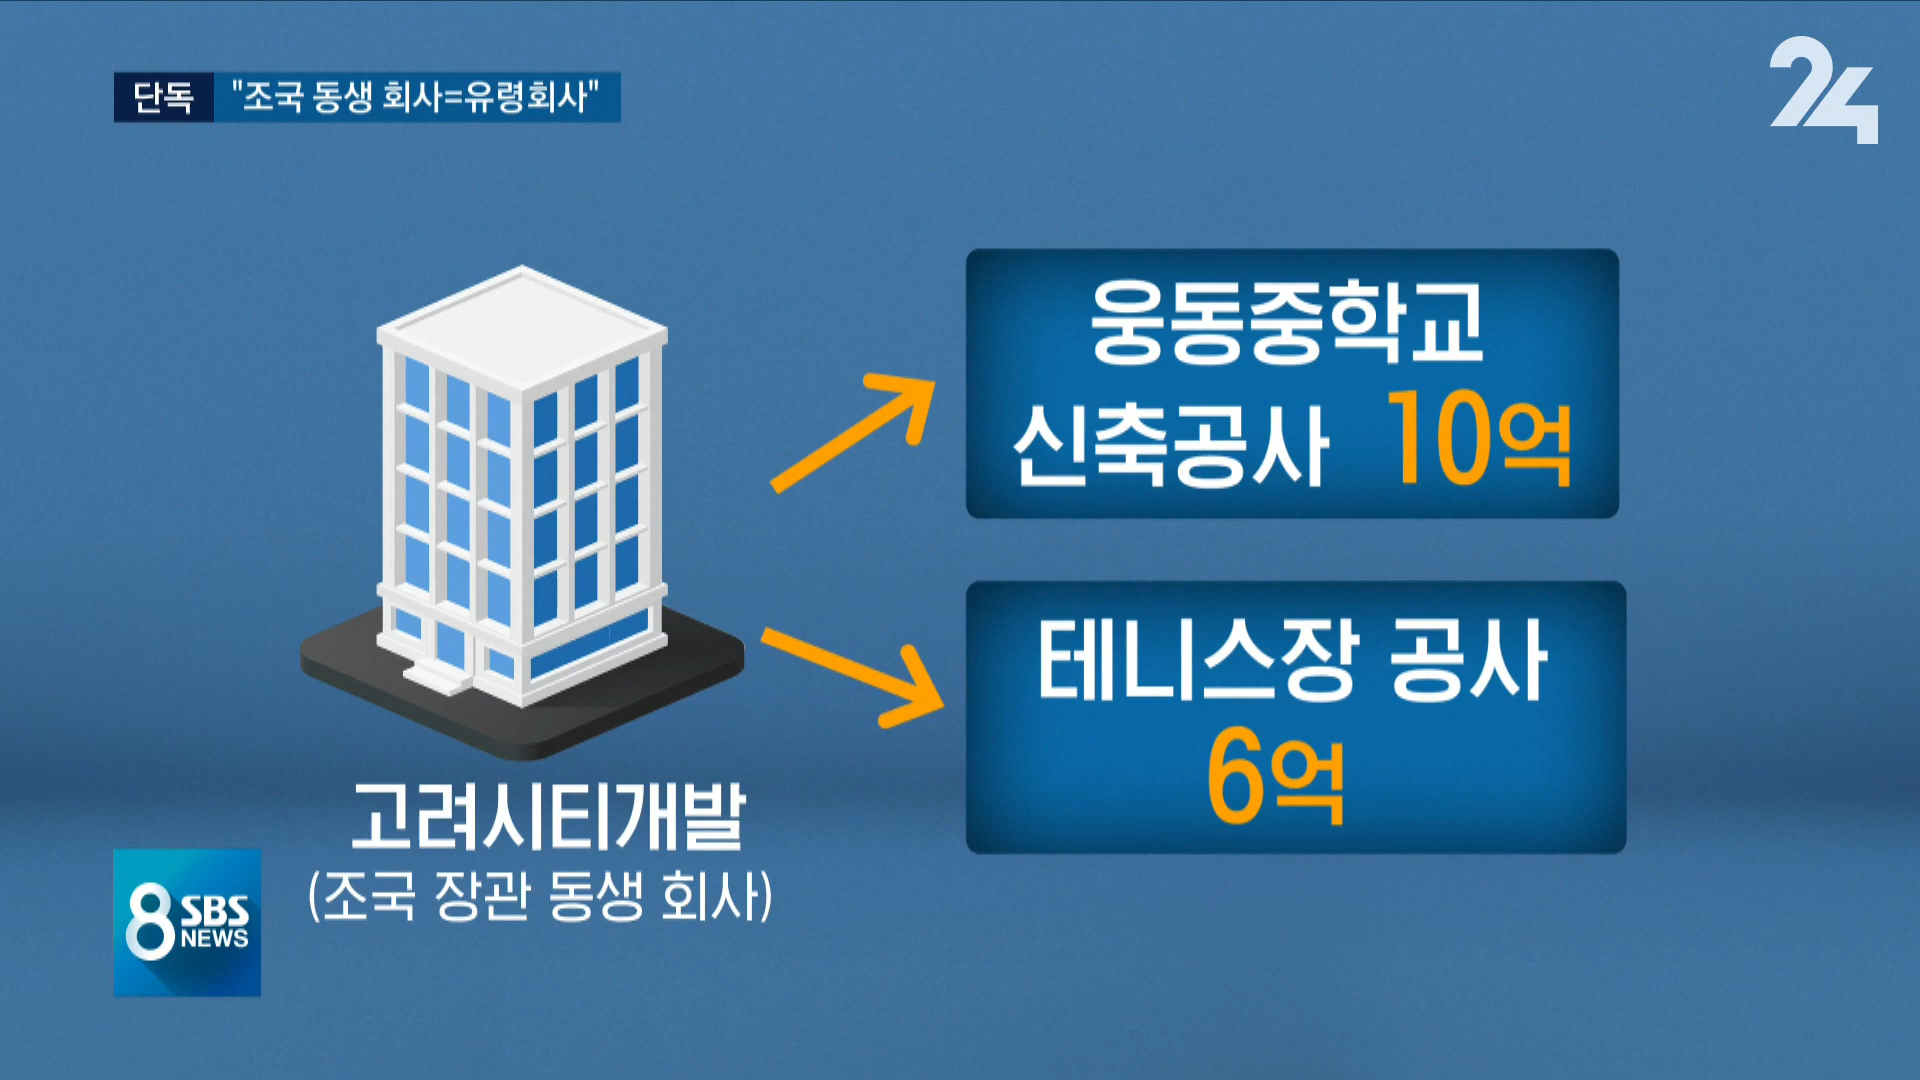 단독 "조국 동생 회사=유령회사"
24
웅동중학교
신축공사 10억
테니스장 공사
6억
고려시티개발
(조국 장관 동생 회사)
8 SBS
NEWS